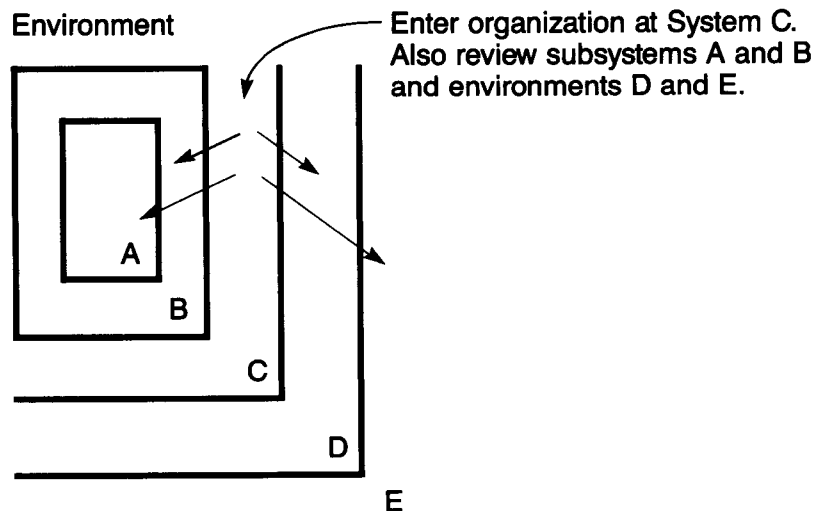 Environment
Enter organization at System C.
Also review subsystems A and B
and environments D and E.
A
B
C
D
E